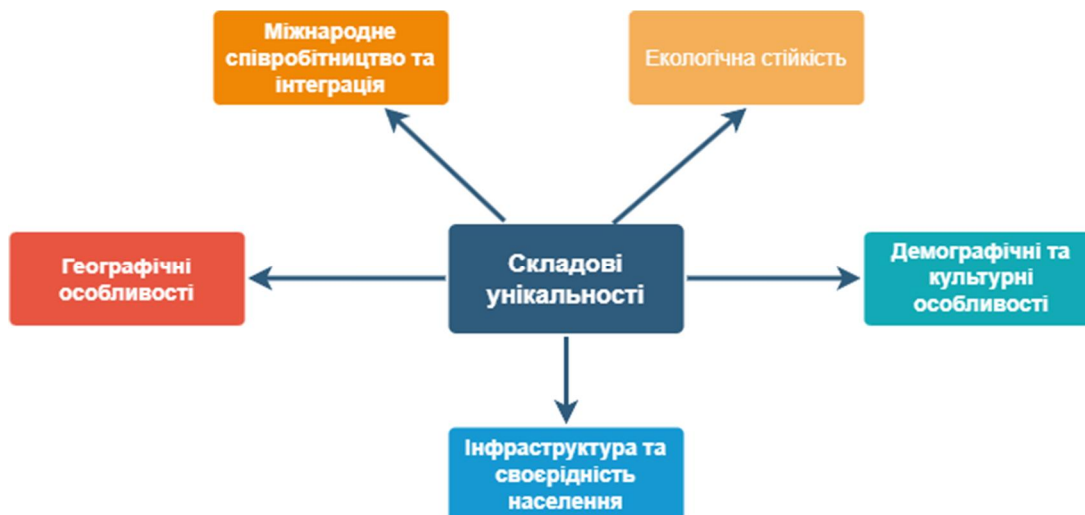 Міжнародне
співробітництво та
інтеграція
Екологічна стійкість
Географічні
особливості
Складові
унікальності
Демографічні та
культурні
особливості
Інфраструктура та
своєрідність
населення